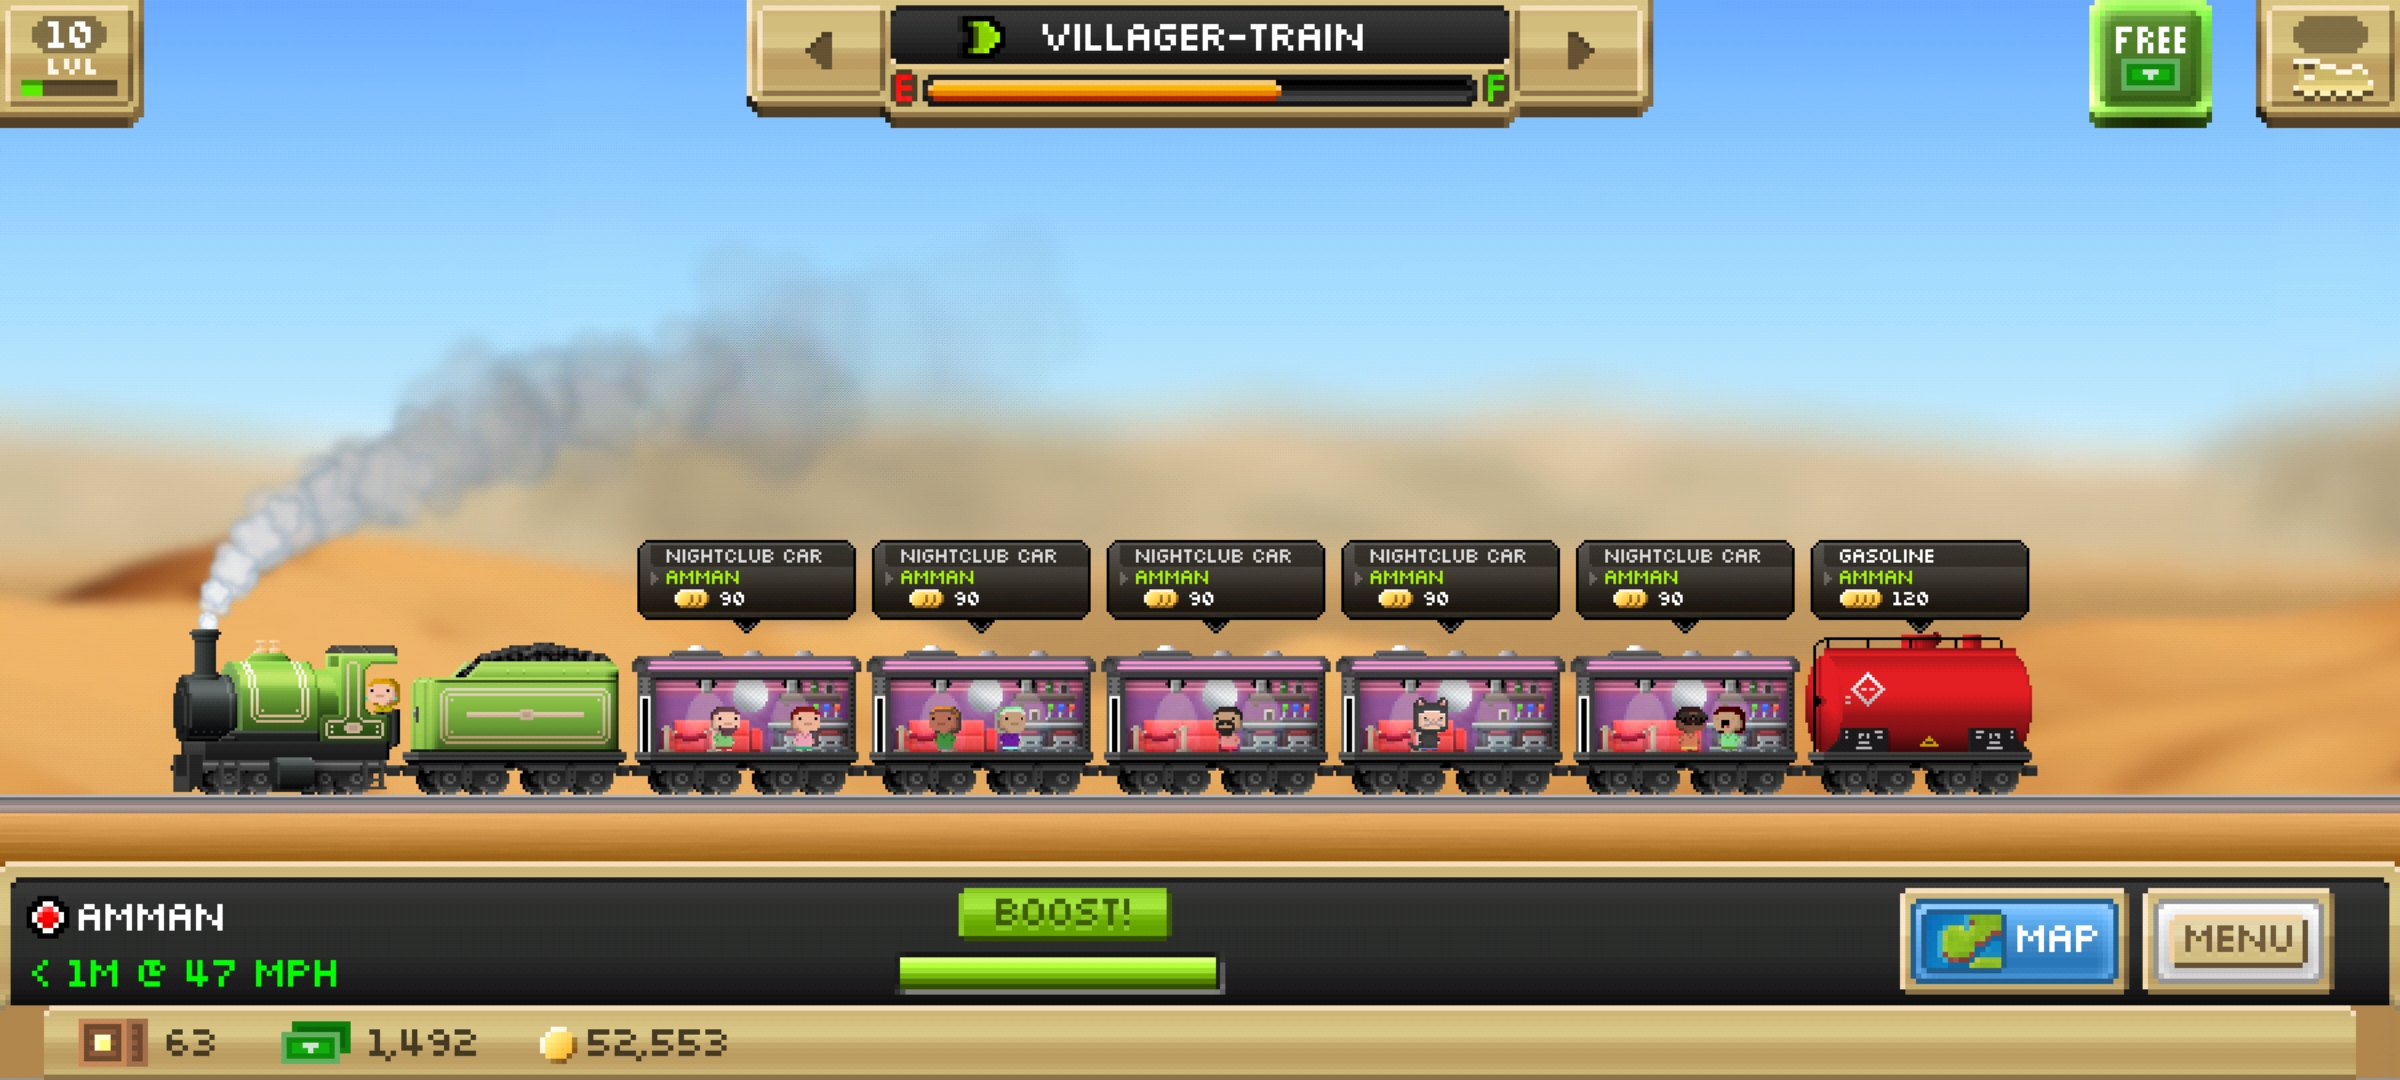 10
LVL
VILLAGER-TRAIN
E F
FREE
NIGHTCLUB CAR
AMMAN
90
NIGHTCLUB CAR
AMMAN
90
NIGHTCLUB CAR
AMMAN
90
NIGHTCLUB CAR
AMMAN
90
NIGHTCLUB CAR
AMMAN
90
GASOLINE
AMMAN
120
AMMAN
< 1M @ 47 MPH
BOOST!
MAP
MENU
63
1,492
52,553